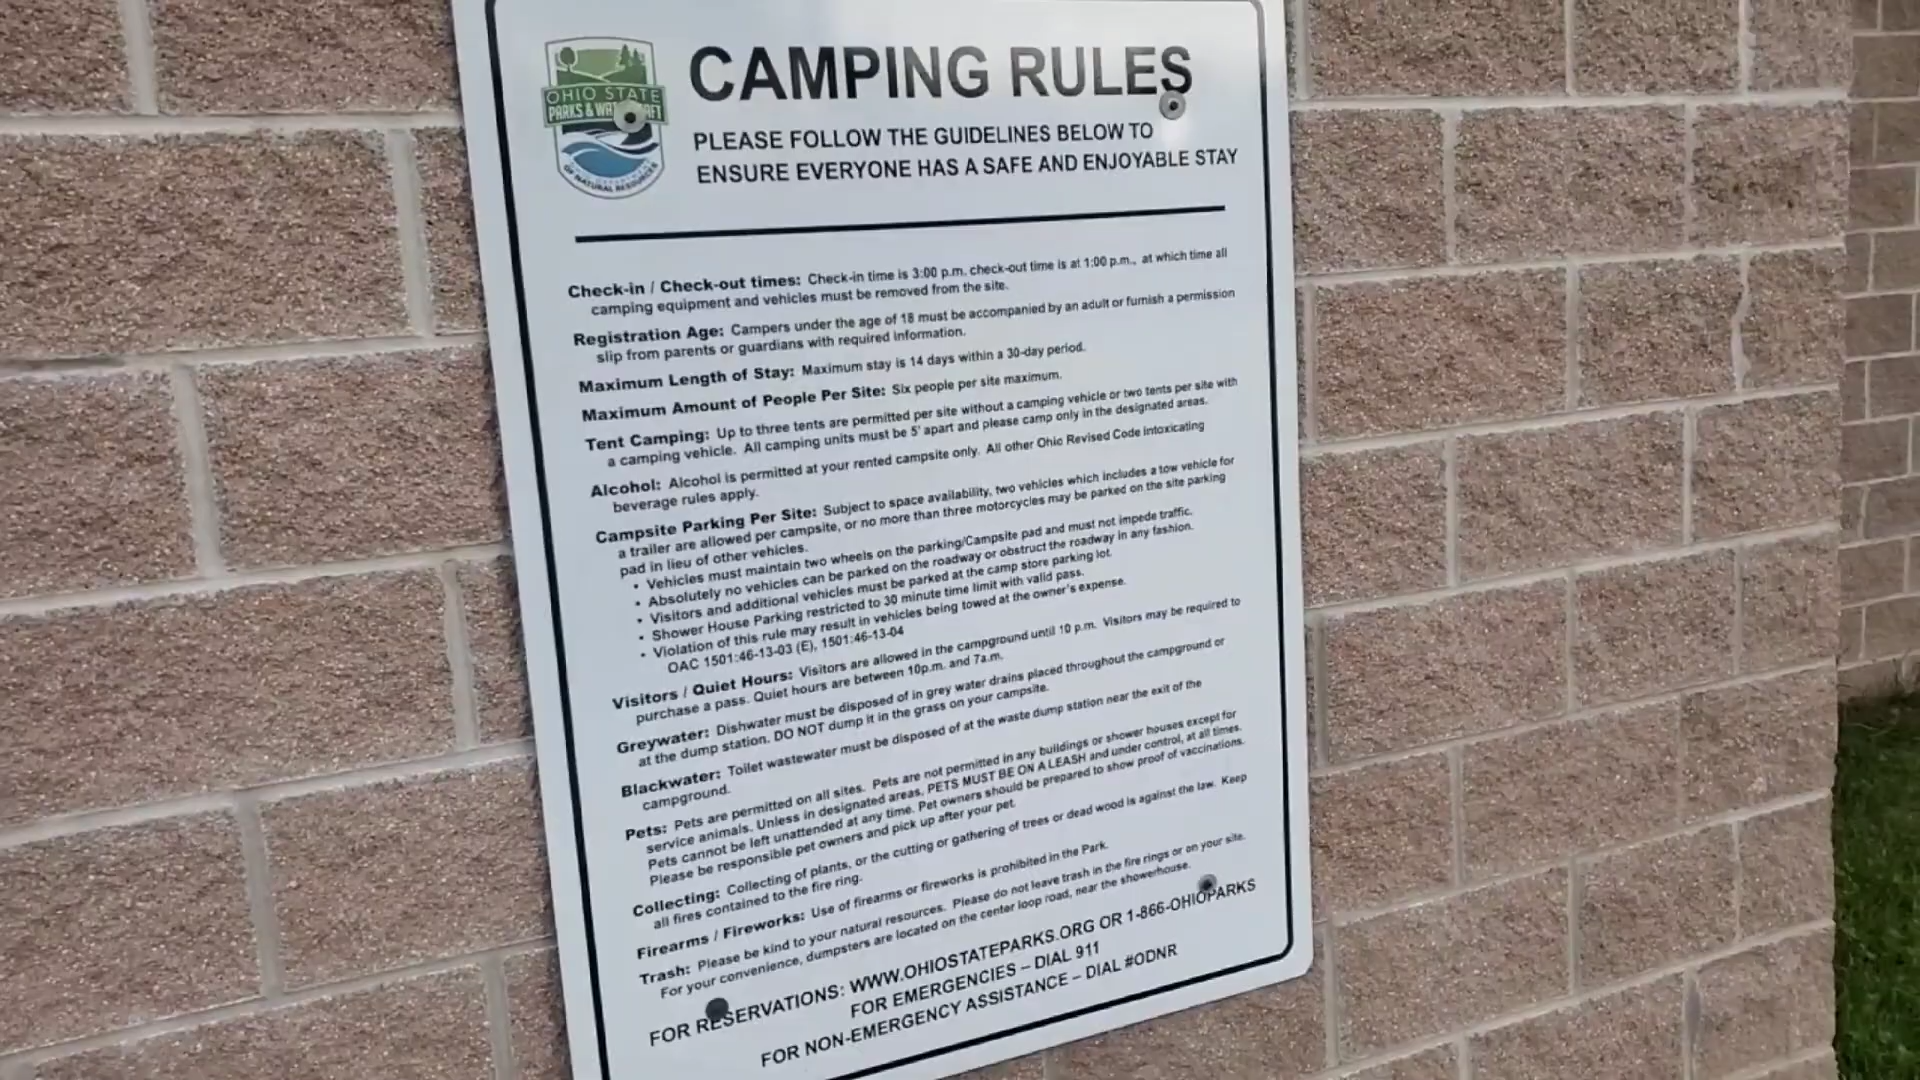 OHIO STATE
PARKS & WATERCRAFT
OF NATURAL RESOURCES
CAMPING RULES
PLEASE FOLLOW THE GUIDELINES BELOW TO
ENSURE EVERYONE HAS A SAFE AND ENJOYABLE STAY
Check-in / Check-out times: Check-in time is 3:00 p.m. check-out time is at 1:00 p.m., at which time all
camping equipment and vehicles must be removed from the site.
Registration Age: Campers under the age of 18 must be accompanied by an adult or furnish a permission
slip from parents or guardians with required information.
Maximum Length of Stay: Maximum stay is 14 days within a 30-day period.
Maximum Amount of People Per Site: Six people per site maximum.
Tent Camping: Up to three tents are permitted per site without a camping vehicle or two tents per site with
a camping vehicle. All camping units must be 5' apart and please camp only in the designated areas.
Alcohol: Alcohol is permitted at your rented campsite only. All other Ohio Revised Code intoxicating
beverage rules apply.
Campsite Parking Per Site: Subject to space availability, two vehicles which includes a tow vehicle for
a trailer are allowed per campsite, or no more than three motorcycles may be parked on the site parking
pad in lieu of other vehicles.
• Vehicles must maintain two wheels on the parking/Campsite pad and must not impede traffic.
• Absolutely no vehicles can be parked on the roadway or obstruct the roadway in any fashion.
• Visitors and additional vehicles must be parked at the camp store parking lot.
• Shower House Parking restricted to 30 minute time limit with valid pass.
• Violation of this rule may result in vehicles being towed at the owner's expense.
OAC 1501:46-13-03 (E), 1501:46-13-04
Visitors / Quiet Hours: Visitors are allowed in the campground until 10 p.m. Visitors may be required to
purchase a pass. Quiet hours are between 10p.m. and 7a.m.
Greywater: Dishwater must be disposed of in grey water drains placed throughout the campground or
at the dump station. DO NOT dump it in the grass on your campsite.
Blackwater: Toilet wastewater must be disposed of at the waste dump station near the exit of the
campground.
Pets: Pets are permitted on all sites. Pets are not permitted in any buildings or shower houses except for
service animals. Unless in designated areas, PETS MUST BE ON A LEASH and under control, at all times.
Pets cannot be left unattended at any time. Pet owners should be prepared to show proof of vaccinations.
Please be responsible pet owners and pick up after your pet.
Collecting: Collecting of plants, or the cutting or gathering of trees or dead wood is against the law. Keep
all fires contained to the fire ring.
Firearms / Fireworks: Use of firearms or fireworks is prohibited in the Park.
Trash: Please be kind to your natural resources. Please do not leave trash in the fire rings or on your site.
For your convenience, dumpsters are located on the center loop road, near the showerhouse.
FOR RESERVATIONS: WWW.OHIOSTATEPARKS.ORG OR 1-866-OHIOPARKS
FOR EMERGENCIES – DIAL 911
FOR NON-EMERGENCY ASSISTANCE – DIAL #ODNR